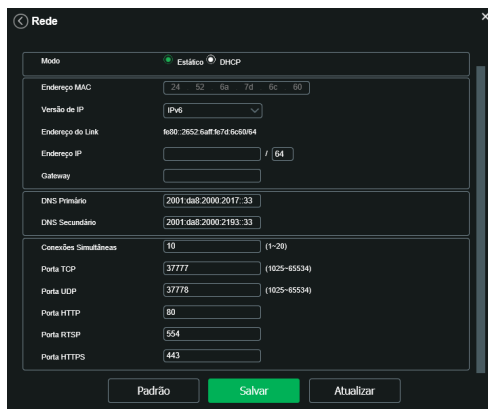 Rede
Modo Estático DHCP
Endereço MAC 24 52 6a 7d 6c 60
Versão de IP IPv6
Endereço do Link fe80::2652:6aff:fe7d:6c60/64
Endereço IP / 64
Gateway
DNS Primário 2001:da8:2000:2017::33
DNS Secundário 2001:da8:2000:2193::33
Conexões Simultâneas 10 (1~20)
Porta TCP 37777 (1025~65534)
Porta UDP 37778 (1025~65534)
Porta HTTP 80
Porta RTSP 554
Porta HTTPS 443
Padrão Salvar Atualizar